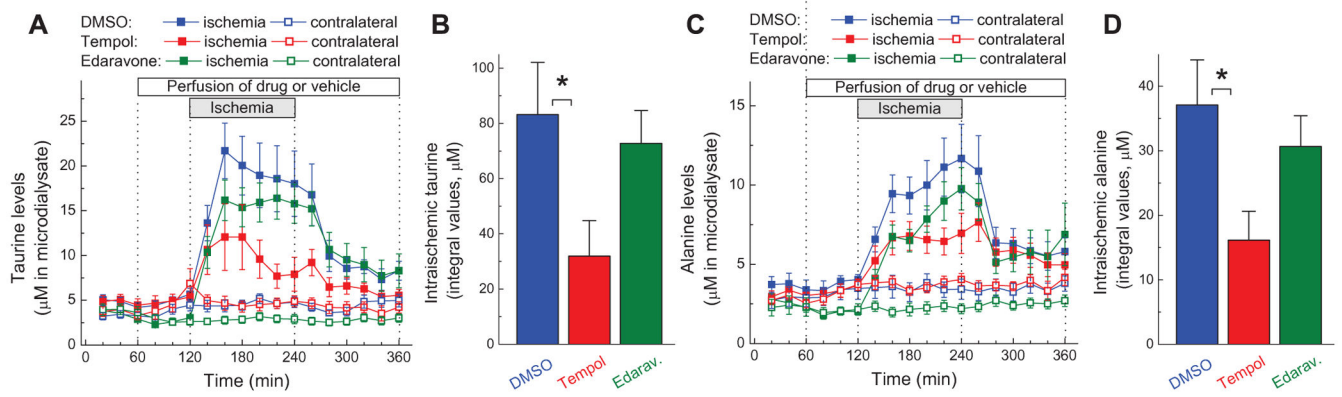 A
DMSO: ischemia contralateral
Tempol: ischemia contralateral
Edaravone: ischemia contralateral
Perfusion of drug or vehicle
Ischemia
Taurine levels
(µM in microdialysate)
25
20
15
10
5
0
0 60 120 180 240 300 360
Time (min)
B
*
Intraischemic taurine
(integral values, µM)
100
80
60
40
20
0
DMSO Tempol Edarav.
C
DMSO: ischemia contralateral
Tempol: ischemia contralateral
Edaravone: ischemia contralateral
Perfusion of drug or vehicle
Ischemia
Alanine levels
(µM in microdialysate)
15
10
5
0
0 60 120 180 240 300 360
Time (min)
D
*
Intraischemic alanine
(integral values, µM)
40
30
20
10
0
DMSO Tempol Edarav.